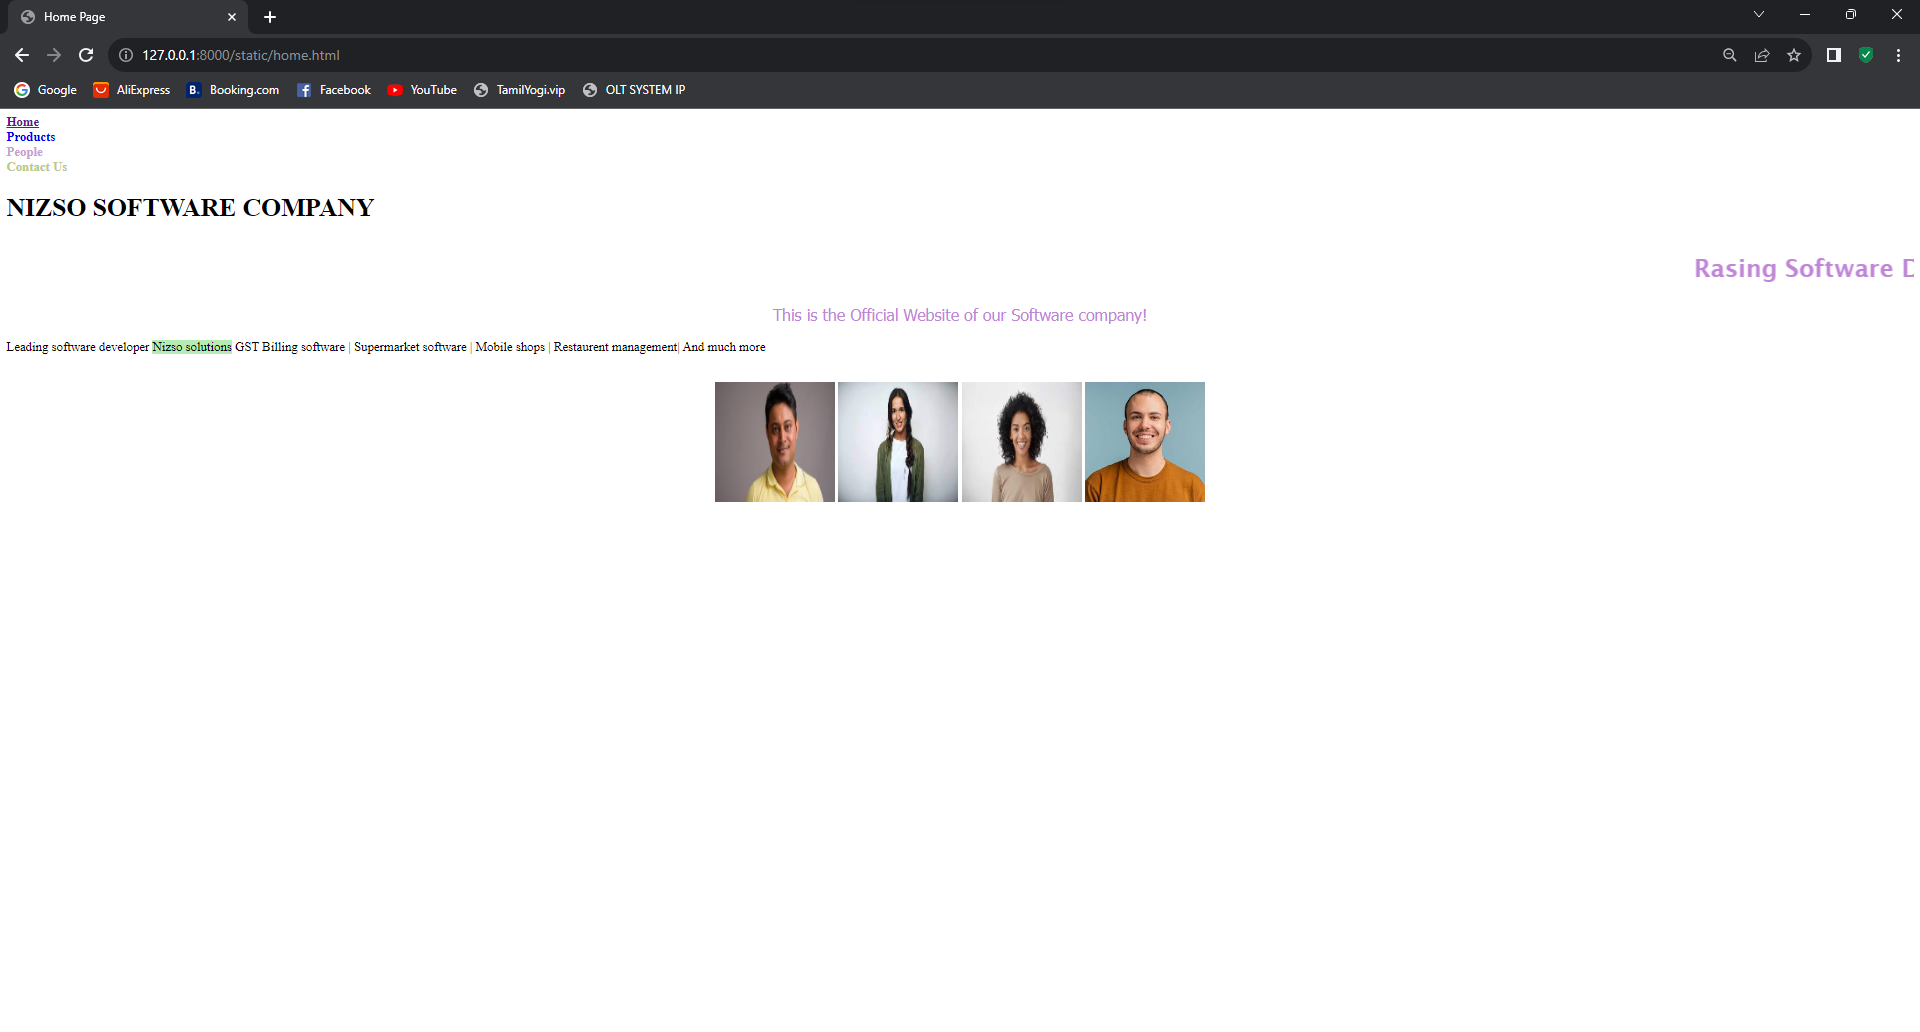 Home Page
127.0.0.1:8000/static/home.html
Google AliExpress B. Booking.com Facebook YouTube TamilYogi.vip OLT SYSTEM IP
Home
Products
People
Contact Us
NIZSO SOFTWARE COMPANY
Rasing Software D
This is the Official Website of our Software company!
Leading software developer Nizso solutions GST Billing software | Supermarket software | Mobile shops | Restaurent management| And much more